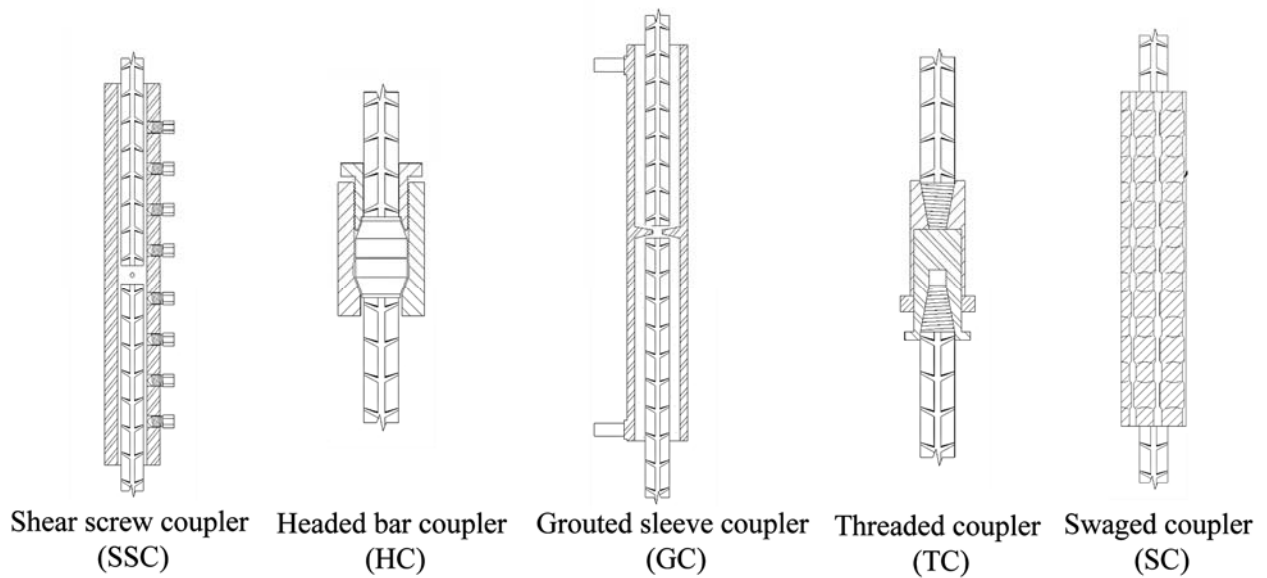 Shear screw coupler
(SSC)
Headed bar coupler
(HC)
Grouted sleeve coupler
(GC)
Threaded coupler
(TC)
Swaged coupler
(SC)